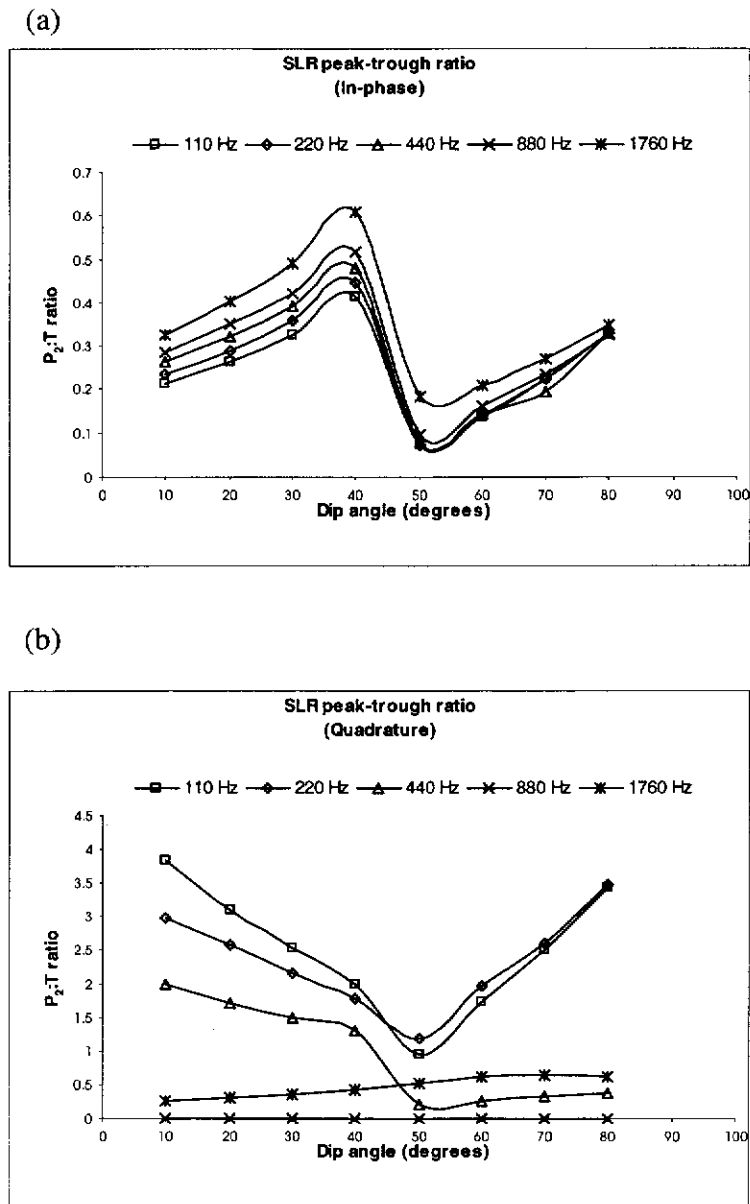 (a)
SLR peak-trough ratio
(In-phase)
110 Hz 220 Hz 440 Hz 880 Hz 1760 Hz
0.7
0.6
0.5
0.4
0.3
0.2
0.1
0
P2:T ratio
0 10 20 30 40 50 60 70 80 90 100
Dip angle (degrees)
(b)
SLR peak-trough ratio
(Quadrature)
110 Hz 220 Hz 440 Hz 880 Hz 1760 Hz
4.5
4
3.5
3
2.5
2
1.5
1
0.5
0
P2:T ratio
0 10 20 30 40 50 60 70 80 90 100
Dip angle (degrees)